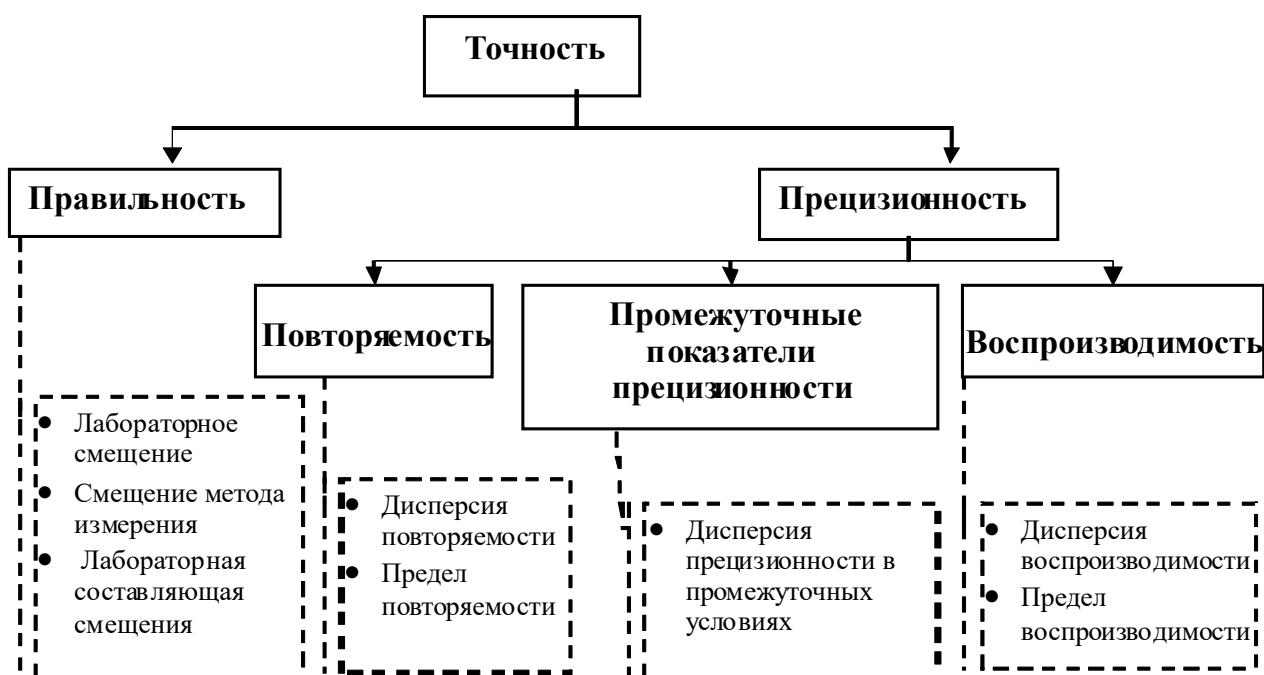 Точность
Правильность
Прецизионность
Повторяемость
Промежуточные
показатели
прецизионности
Воспроизводимость
● Лабораторное
смещение
● Смещение метода
измерения
● Лабораторная
составляющая
смещения
● Дисперсия
повторяемости
● Предел
повторяемости
● Дисперсия
прецизионности в
промежуточных
условиях
● Дисперсия
воспроизводимости
● Предел
воспроизводимости